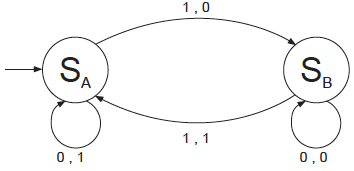 1 , 0
S_A
S_B
1 , 1
0 , 1
0 , 0